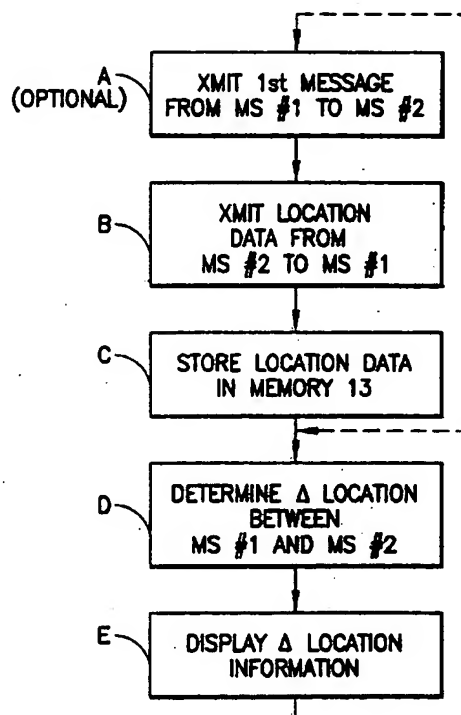 A
(OPTIONAL)
XMIT 1st MESSAGE
FROM MS #1 TO MS #2
B
XMIT LOCATION
DATA FROM
MS #2 TO MS #1
C
STORE LOCATION DATA
IN MEMORY 13
D
DETERMINE Δ LOCATION
BETWEEN
MS #1 AND MS #2
E
DISPLAY Δ LOCATION
INFORMATION